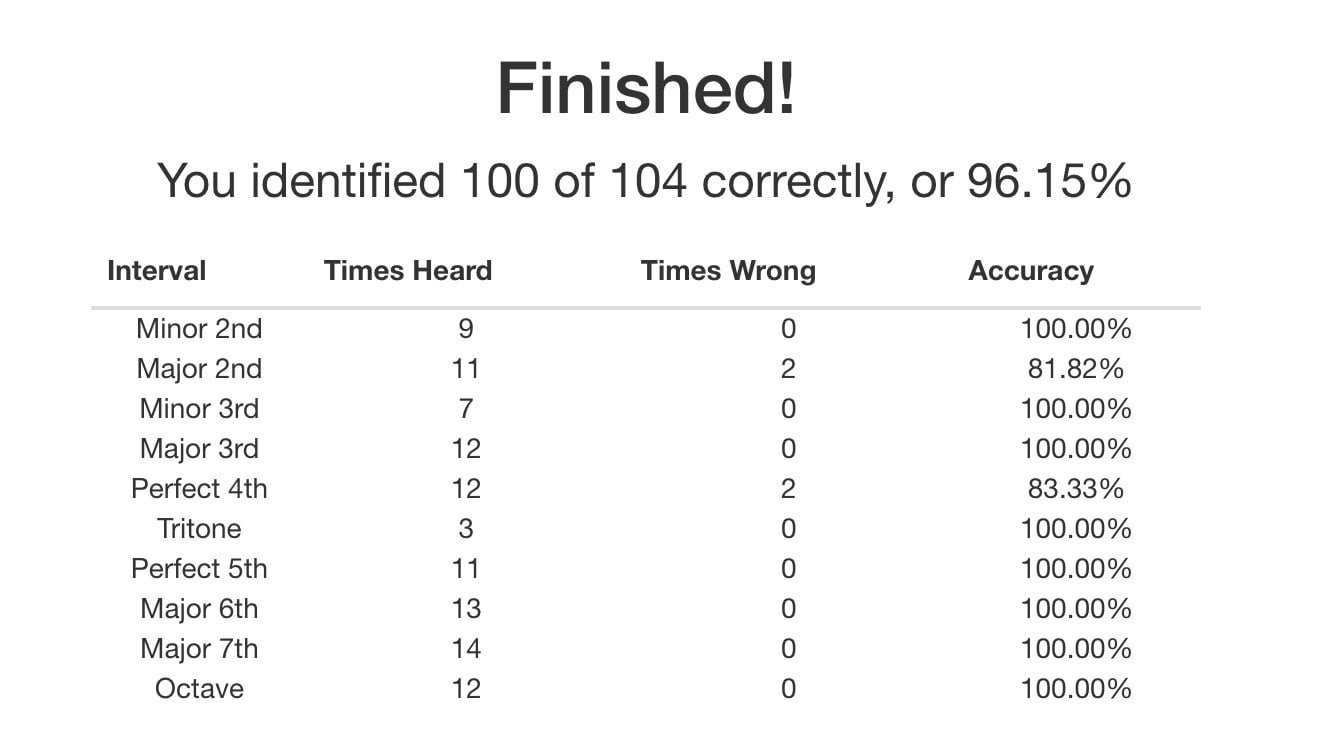 Finished!
You identified 100 of 104 correctly, or 96.15%
Interval Times Heard Times Wrong Accuracy
Minor 2nd 9 0 100.00%
Major 2nd 11 2 81.82%
Minor 3rd 7 0 100.00%
Major 3rd 12 0 100.00%
Perfect 4th 12 2 83.33%
Tritone 3 0 100.00%
Perfect 5th 11 0 100.00%
Major 6th 13 0 100.00%
Major 7th 14 0 100.00%
Octave 12 0 100.00%